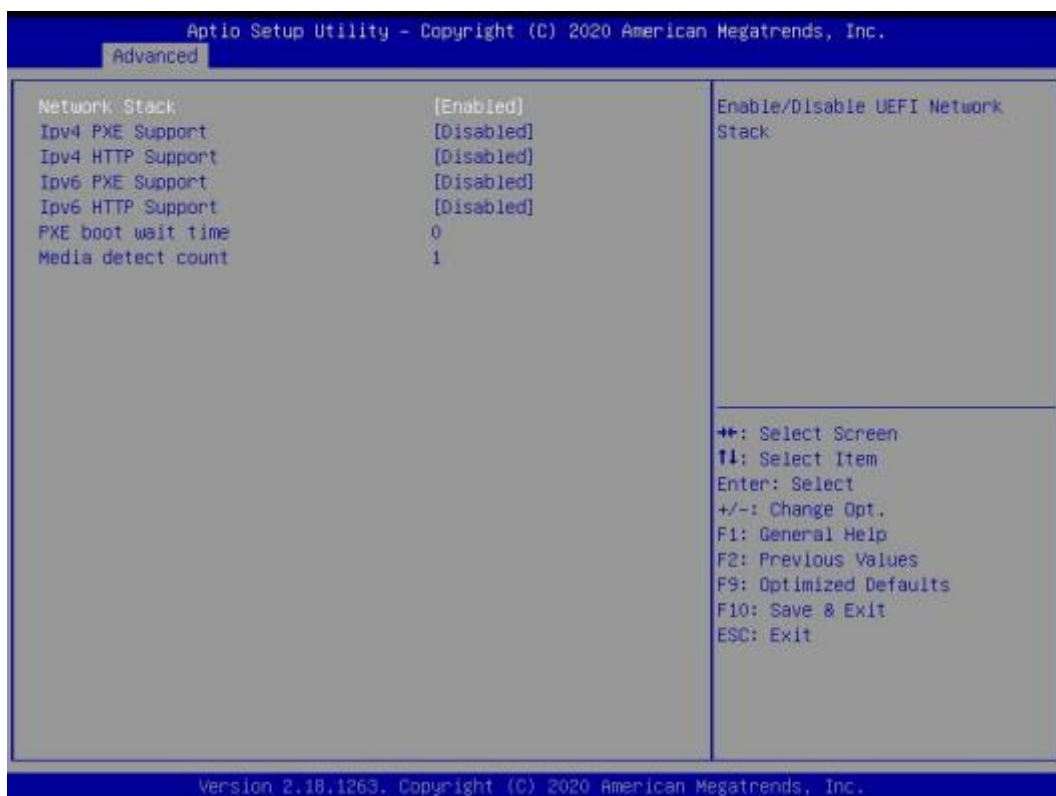 Aptio Setup Utility – Copyright (C) 2020 American Megatrends, Inc.
Advanced
Network Stack [Enabled]
Ipv4 PXE Support [Disabled]
Ipv4 HTTP Support [Disabled]
Ipv6 PXE Support [Disabled]
Ipv6 HTTP Support [Disabled]
PXE boot wait time 0
Media detect count 1
Enable/Disable UEFI Network
Stack
→←: Select Screen
↑↓: Select Item
Enter: Select
+/-: Change Opt.
F1: General Help
F2: Previous Values
F9: Optimized Defaults
F10: Save & Exit
ESC: Exit
Version 2.18.1263. Copyright (C) 2020 American Megatrends, Inc.